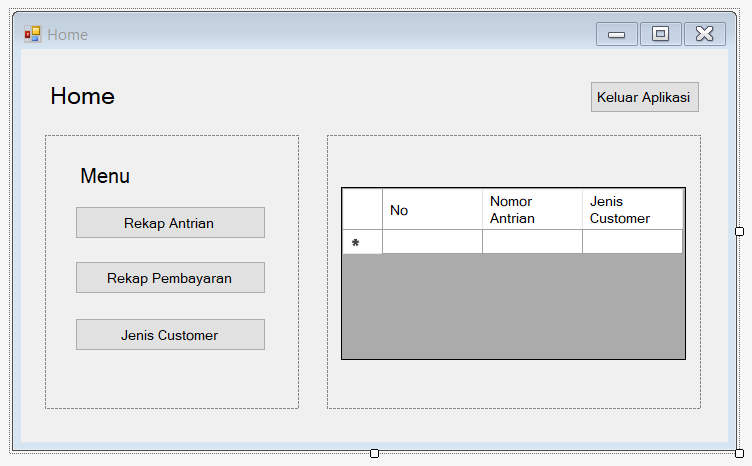 Home
Home
Keluar Aplikasi
Menu
Rekap Antrian
Rekap Pembayaran
Jenis Customer
No
Nomor
Antrian
Jenis
Customer
*